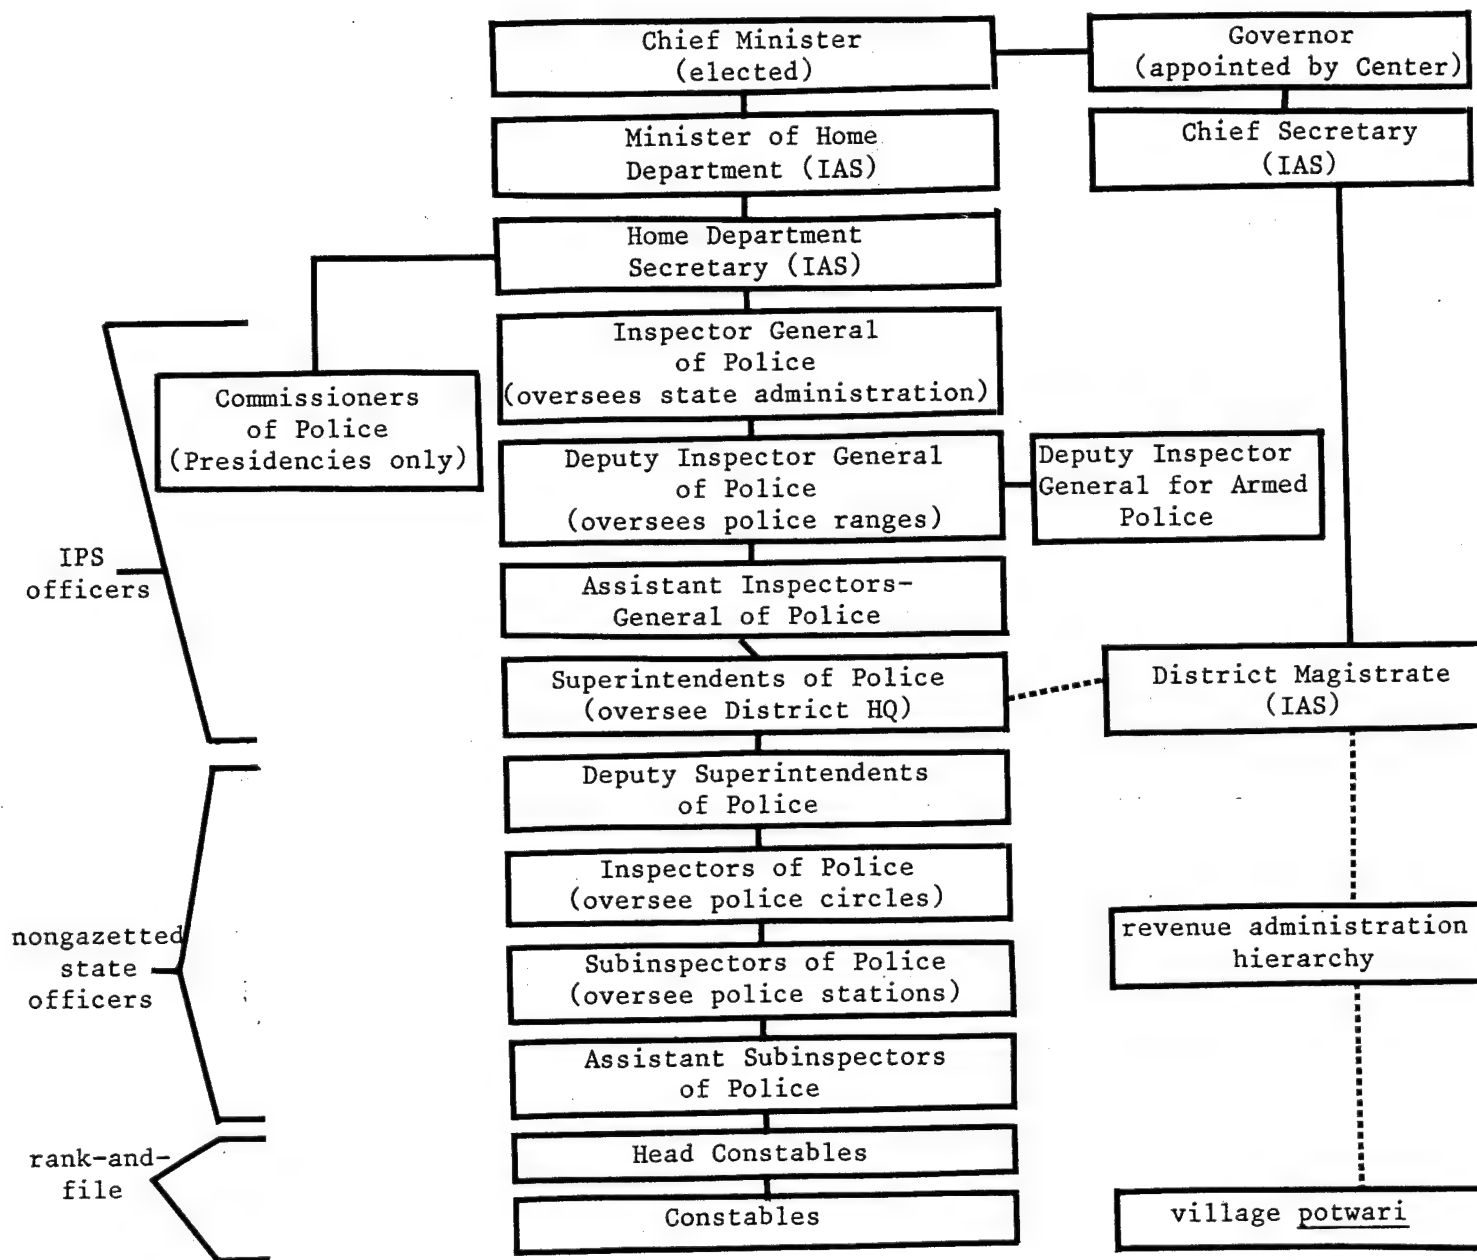 Chief Minister
(elected)
Governor
(appointed by Center)
Minister of Home
Department (IAS)
Chief Secretary
(IAS)
Home Department
Secretary (IAS)
Inspector General
of Police
(oversees state administration)
Commissioners
of Police
(Presidencies only)
Deputy Inspector General
of Police
(oversees police ranges)
Deputy Inspector
General for Armed
Police
IPS
officers
Assistant Inspectors-
General of Police
Superintendents of Police
(oversee District HQ)
District Magistrate
(IAS)
Deputy Superintendents
of Police
Inspectors of Police
(oversee police circles)
revenue administration
hierarchy
nongazetted
state
officers
Subinspectors of Police
(oversee police stations)
Assistant Subinspectors
of Police
rank-and-
file
Head Constables
Constables
village potwari